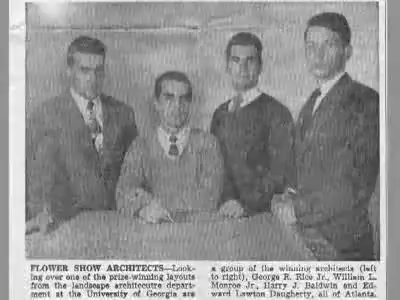 FLOWER SHOW ARCHITECTS—Look-
ing over one of the prize-winning layouts
from the landscape architecutre depart-
ment at the University of Georgia are
a group of the winning architects (left
to right), George R. Rice Jr., William L.
Monroe Jr., Harry J. Baldwin and Ed-
ward Lawton Daugherty, all of Atlanta.